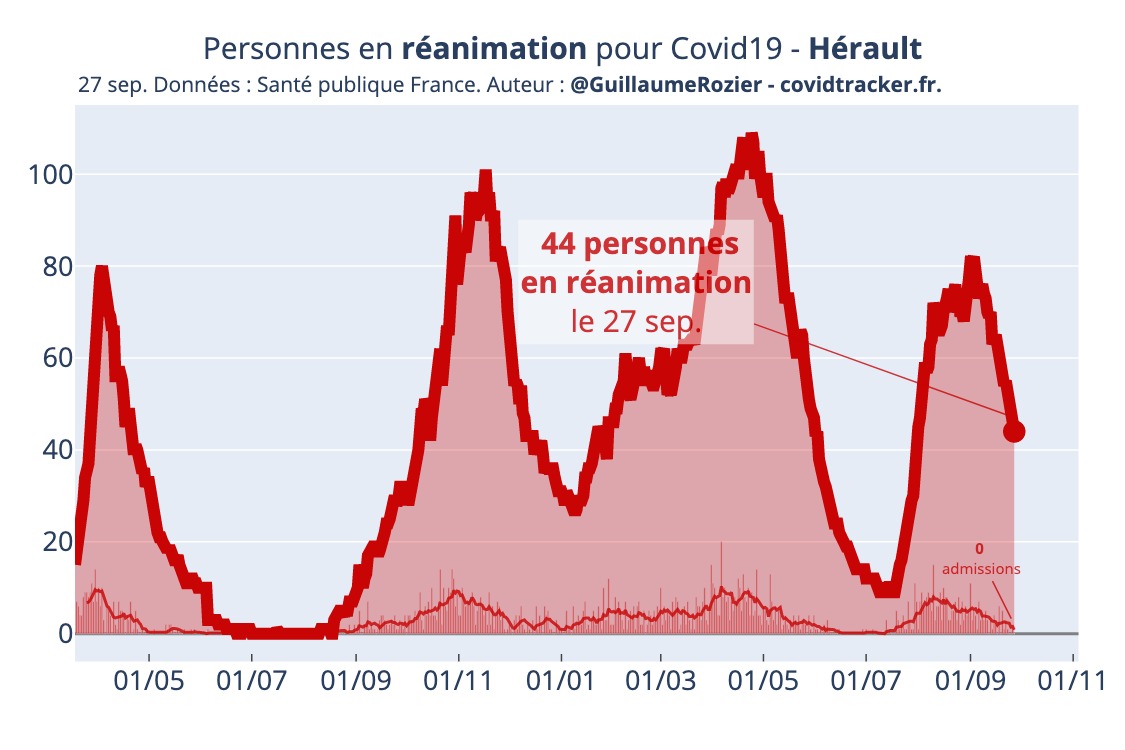 Personnes en réanimation pour Covid19 - Hérault
27 sep. Données : Santé publique France. Auteur : @GuillaumeRozier - covidtracker.fr.
100
80
60
40
20
0
44 personnes
en réanimation
le 27 sep.
0
admissions
01/05 01/07 01/09 01/11 01/01 01/03 01/05 01/07 01/09 01/11